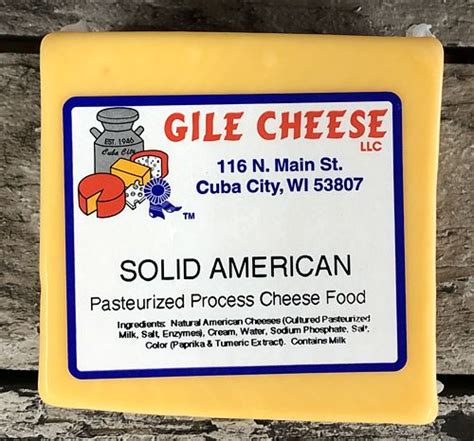 EST. 1946
Cuba City
GILE CHEESE
LLC
116 N. Main St.
Cuba City, WI 53807
TM
SOLID AMERICAN
Pasteurized Process Cheese Food
Ingredients: Natural American Cheeses (Cultured Pasteurized
Milk, Salt, Enzymes), Cream, Water, Sodium Phosphate, Salt,
Color (Paprika & Tumeric Extract). Contains Milk